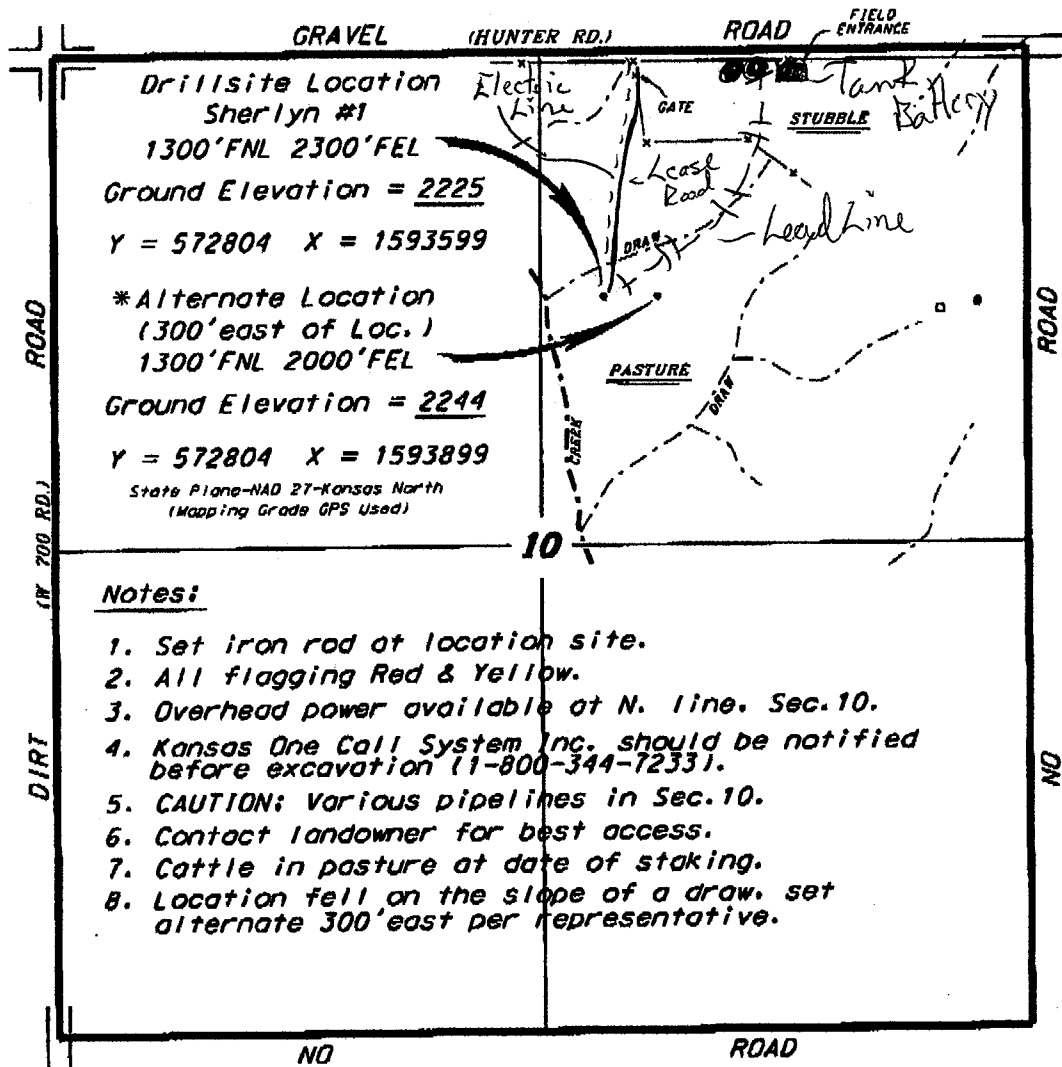 GRAVEL (HUNTER RD.) ROAD
FIELD
ENTRANCE
Drillsite Location
Sherlyn #1
1300'FNL 2300'FEL
Ground Elevation = 2225
Y = 572804 X = 1593599
*Alternate Location
(300'east of Loc.)
1300'FNL 2000'FEL
Ground Elevation = 2244
Y = 572804 X = 1593899
State Plane-NAD 27-Kansas North
(Mapping Grade GPS Used)
Electric
Line
GATE
Tank
Battery
STUBBLE
Lease
Road
Lead Line
DRAW
PASTURE
DRAW
CREEK
ROAD
(W 700 RD.)
DIRT
ROAD
NO
10
Notes:
1. Set iron rod at location site.
2. All flagging Red & Yellow.
3. Overhead power available at N. line. Sec.10.
4. Kansas One Call System Inc. should be notified
before excavation (1-800-344-7233).
5. CAUTION: Various pipelines in Sec.10.
6. Contact landowner for best access.
7. Cattle in pasture at date of staking.
8. Location fell on the slope of a draw. set
alternate 300'east per representative.
NO ROAD